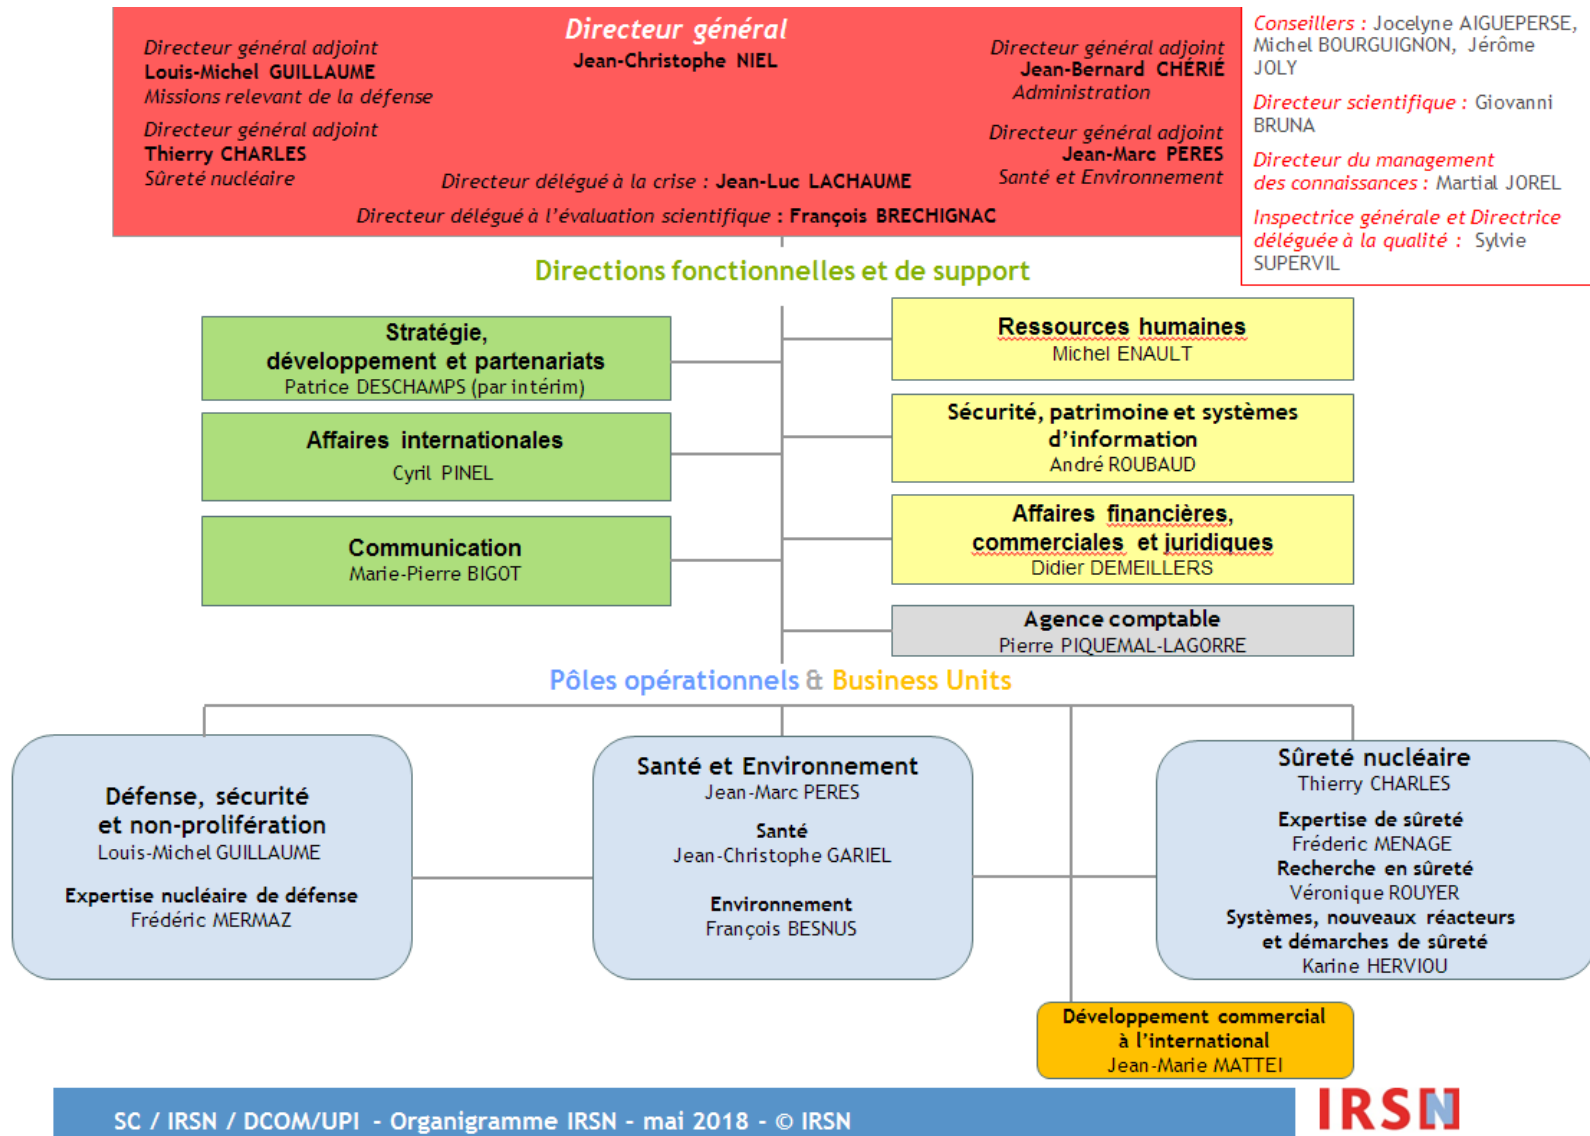 Directeur général
Jean-Christophe NIEL
Directeur général adjoint
Louis-Michel GUILLAUME
Missions relevant de la défense
Directeur général adjoint
Thierry CHARLES
Sûreté nucléaire
Directeur général adjoint
Jean-Bernard CHÉRIÉ
Administration
Directeur général adjoint
Jean-Marc PERES
Santé et Environnement
Directeur délégué à la crise : Jean-Luc LACHAUME
Directeur délégué à l'évaluation scientifique : François BRECHIGNAC
Conseillers : Jocelyne AIGUEPERSE,
Michel BOURGUIGNON, Jérôme
JOLY
Directeur scientifique : Giovanni
BRUNA
Directeur du management
des connaissances : Martial JOREL
Inspectrice générale et Directrice
déléguée à la qualité : Sylvie
SUPERVIL
Directions fonctionnelles et de support
Stratégie,
développement et partenariats
Patrice DESCHAMPS (par intérim)
Affaires internationales
Cyril PINEL
Communication
Marie-Pierre BIGOT
Ressources humaines
Michel ENAULT
Sécurité, patrimoine et systèmes
d'information
André ROUBAUD
Affaires financières,
commerciales et juridiques
Didier DEMEILLERS
Agence comptable
Pierre PIQUEMAL-LAGORRE
Pôles opérationnels & Business Units
Défense, sécurité
et non-prolifération
Louis-Michel GUILLAUME
Expertise nucléaire de défense
Frédéric MERMAZ
Santé et Environnement
Jean-Marc PERES
Santé
Jean-Christophe GARIEL
Environnement
François BESNUS
Sûreté nucléaire
Thierry CHARLES
Expertise de sûreté
Fréderic MENAGE
Recherche en sûreté
Véronique ROUYER
Systèmes, nouveaux réacteurs
et démarches de sûreté
Karine HERVIOU
Développement commercial
à l'international
Jean-Marie MATTEI
SC / IRSN / DCOM/UPI - Organigramme IRSN - mai 2018 - © IRSN
IRSN